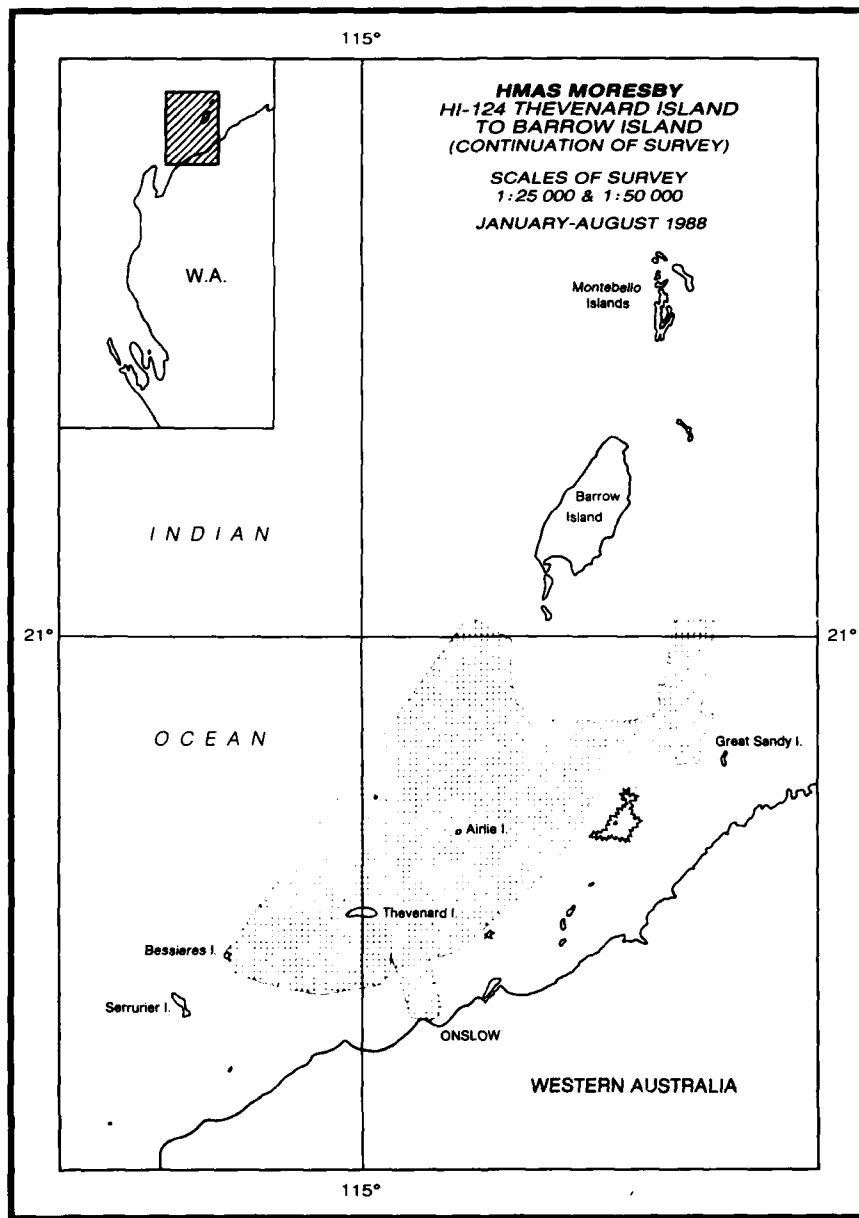 115°
HMAS MORESBY
HI-124 THEVENARD ISLAND
TO BARROW ISLAND
(CONTINUATION OF SURVEY)
SCALES OF SURVEY
1:25 000 & 1:50 000
JANUARY-AUGUST 1988
W.A.
Montebello
Islands
Barrow
Island
INDIAN
21°
21°
OCEAN
Great Sandy I.
Airlie I.
Thevenard I.
Bessieres I.
Serrurier I.
ONSLOW
WESTERN AUSTRALIA
115°